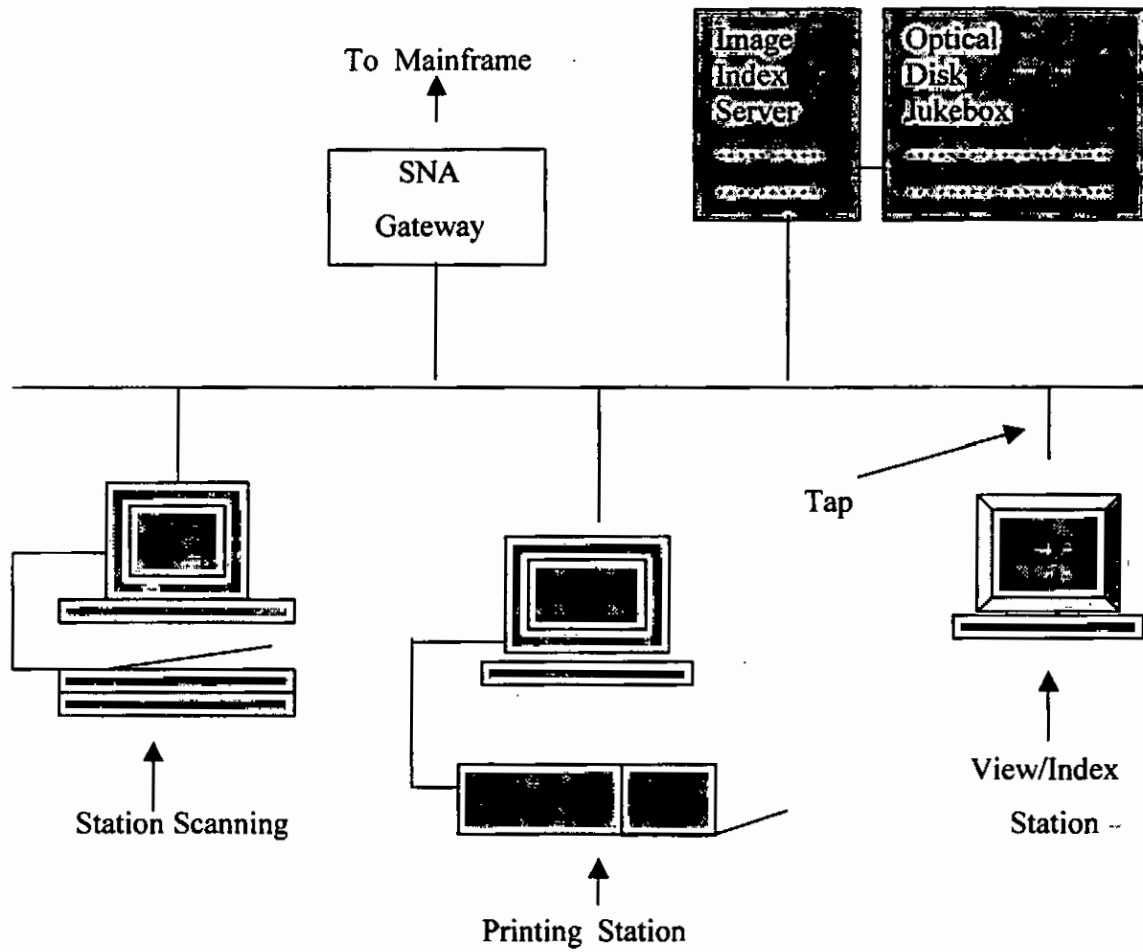 To Mainframe
SNA
Gateway
Image
Index
Server
Optical
Disk
Jukebox
Tap
Station Scanning
Printing Station
View/Index
Station